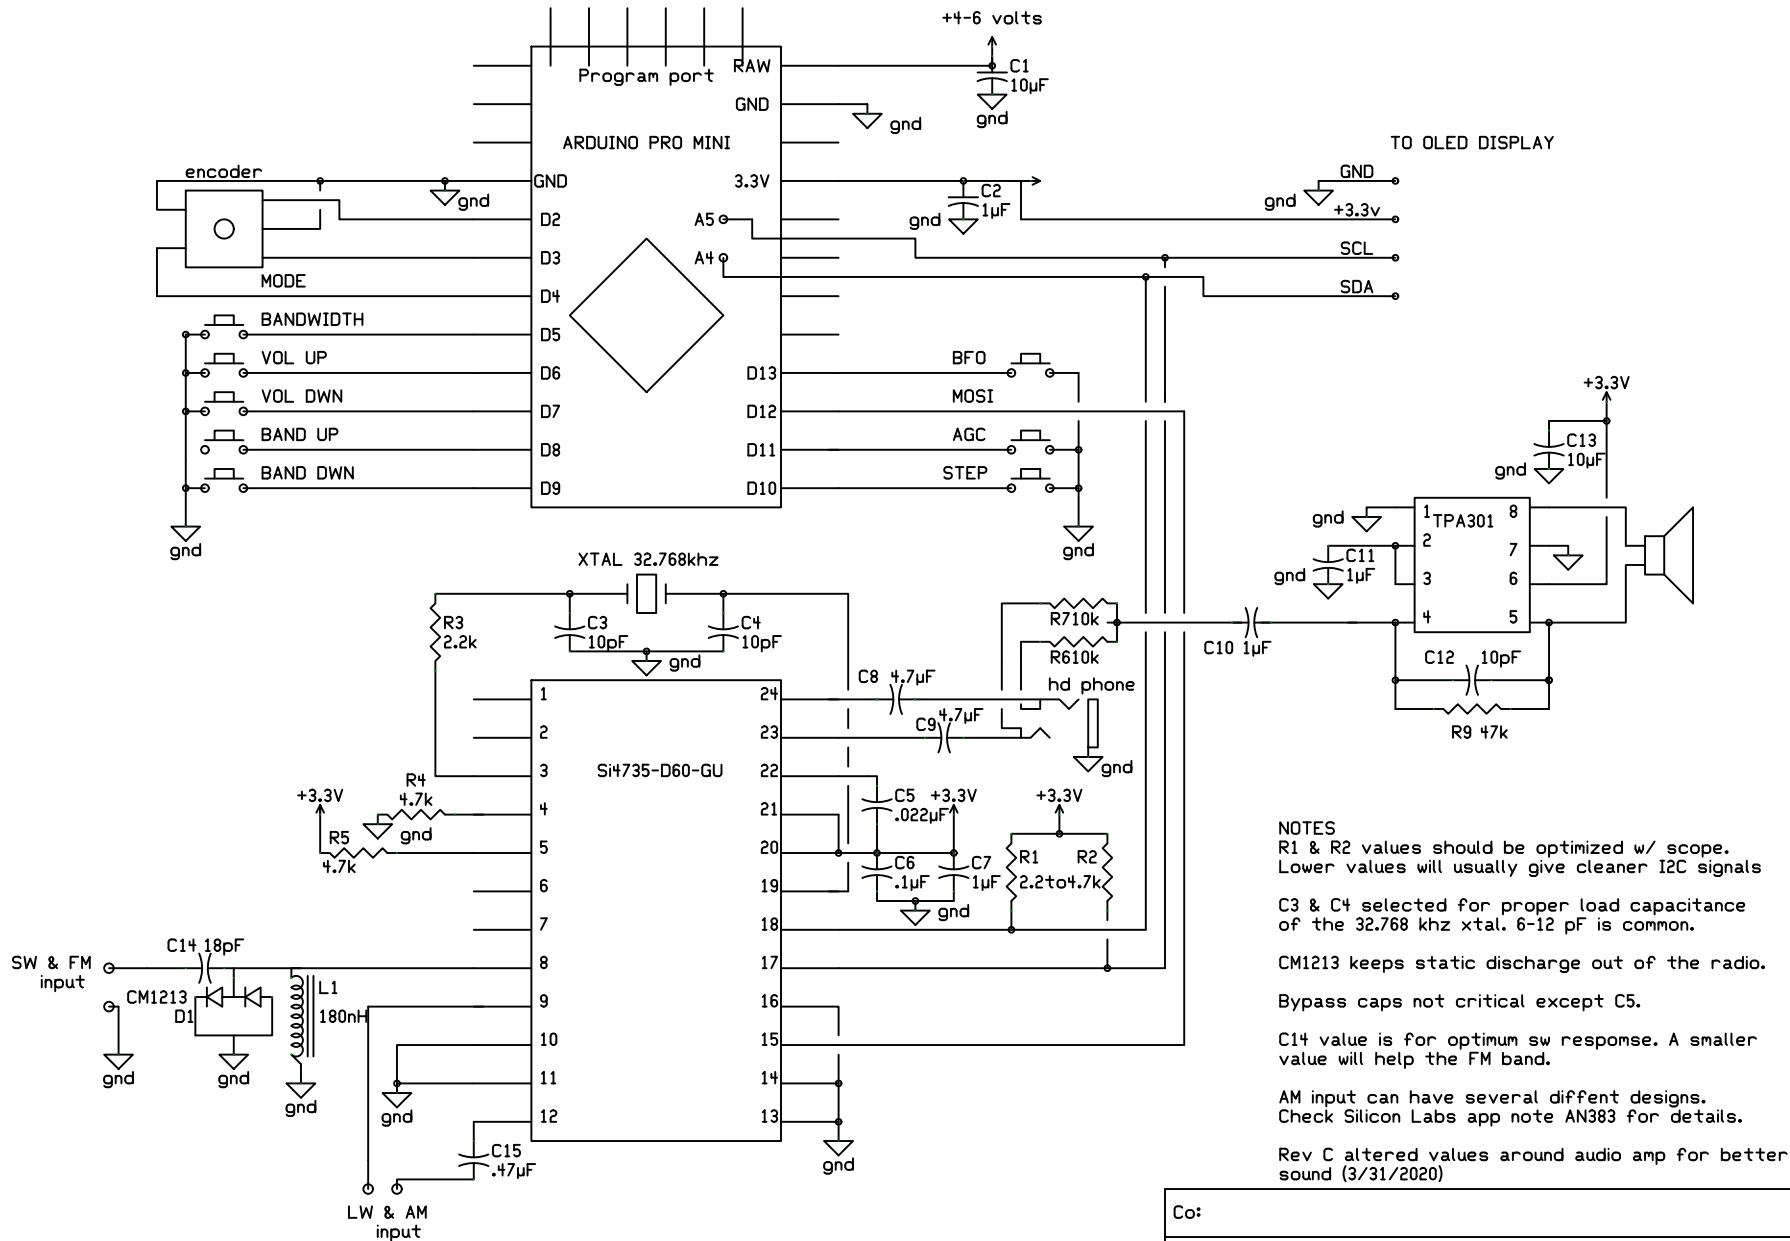 +4-6 volts
Program port
RAW
C1
10µF
gnd
GND
gnd
ARDUINO PRO MINI
TO OLED DISPLAY
encoder
GND
gnd
3.3V
C2
1µF
gnd
GND
gnd
+3.3v
SCL
SDA
D2
A5
D3
A4
MODE
D4
BANDWIDTH
D5
VOL UP
D6
VOL DWN
D7
BAND UP
D8
BAND DWN
D9
gnd
D13
BFO
D12
MOSI
D11
AGC
D10
STEP
gnd
+3.3V
C13
10µF
gnd
gnd
1
TPA301
8
2
7
3
6
4
5
C11
1µF
gnd
C10 1µF
C12
10pF
R9 47k
XTAL 32.768khz
R3
2.2k
C3
10pF
C4
10pF
gnd
R710k
R610k
hd phone
gnd
C8 4.7µF
C9
4.7µF
Si4735-D60-GU
1
2
3
4
5
6
7
8
9
10
11
12
24
23
22
21
20
19
18
17
16
15
14
13
R4
4.7k
gnd
+3.3V
R5
4.7k
C5
.022µF
+3.3V
C6
.1µF
C7
1µF
gnd
+3.3V
R1
R2
2.2to4.7k
SW & FM
input
C14 18pF
CM1213
D1
L1
180nH
gnd
gnd
gnd
gnd
C15
.47µF
gnd
LW & AM
input
NOTES
R1 & R2 values should be optimized w/ scope.
Lower values will usually give cleaner I2C signals
C3 & C4 selected for proper load capacitance
of the 32.768 khz xtal. 6-12 pF is common.
CM1213 keeps static discharge out of the radio.
Bypass caps not critical except C5.
C14 value is for optimum sw respomse. A smaller
value will help the FM band.
AM input can have several diffent designs.
Check Silicon Labs app note AN383 for details.
Rev C altered values around audio amp for better
sound (3/31/2020)
Co: